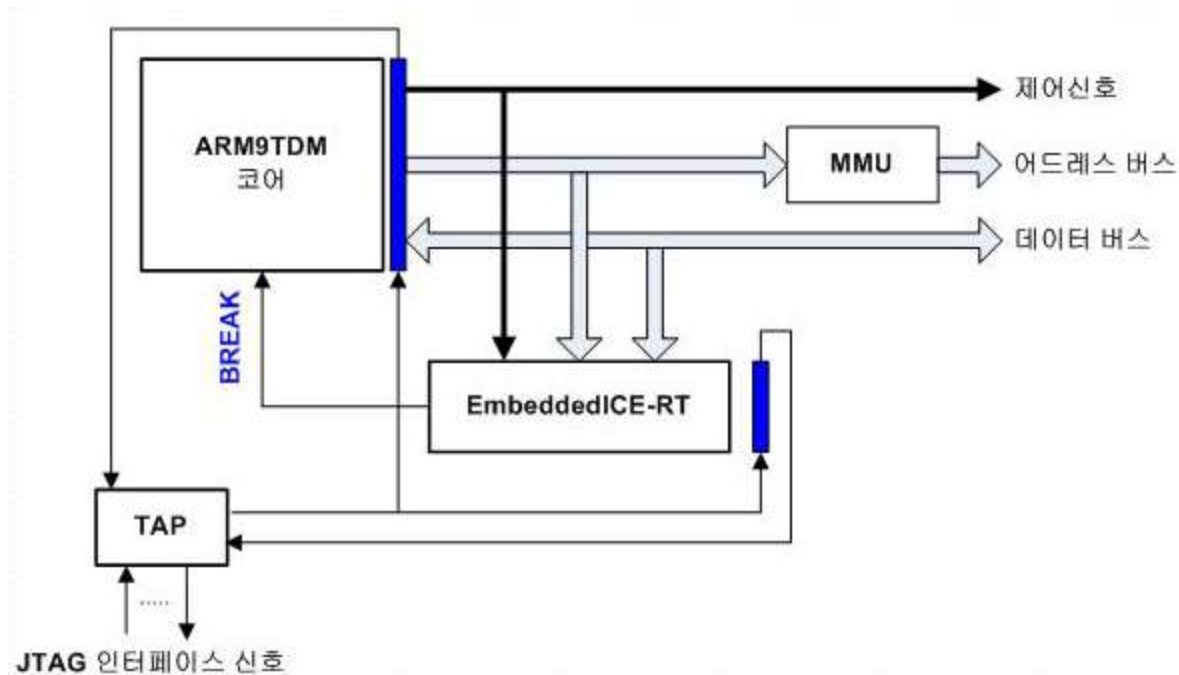 제어신호
ARM9TDM
코어
MMU
어드레스 버스
데이터 버스
BREAK
EmbeddedICE-RT
TAP
.....
JTAG 인터페이스 신호